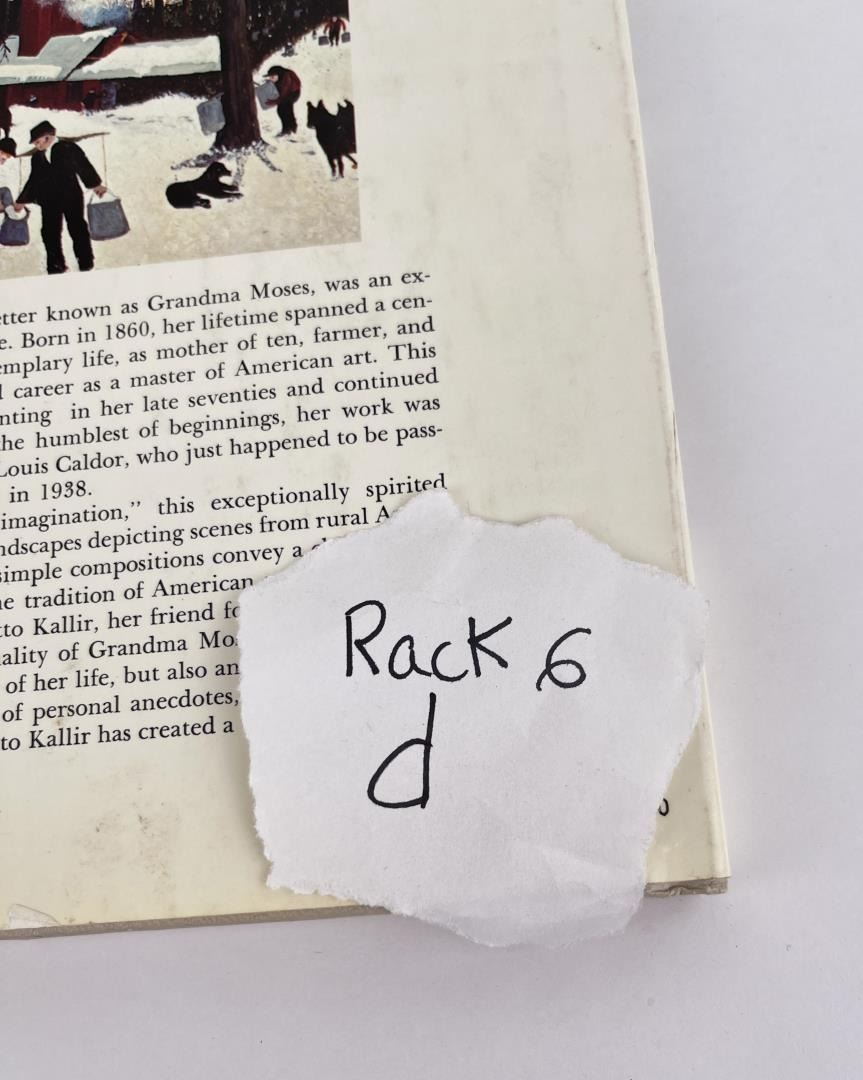 etter known as Grandma Moses, was an ex-
e. Born in 1860, her lifetime spanned a cen-
emplary life, as mother of ten, farmer, and
career as a master of American art. This
nting in her late seventies and continued
the humblest of beginnings, her work was
Louis Caldor, who just happened to be pass-
in 1938.
imagination,” this exceptionally spirited
ndscapes depicting scenes from rural A
simple compositions convey a
e tradition of American
to Kallir, her friend fo
ality of Grandma Mo
of her life, but also an
of personal anecdotes,
to Kallir has created a
Rack 6
d